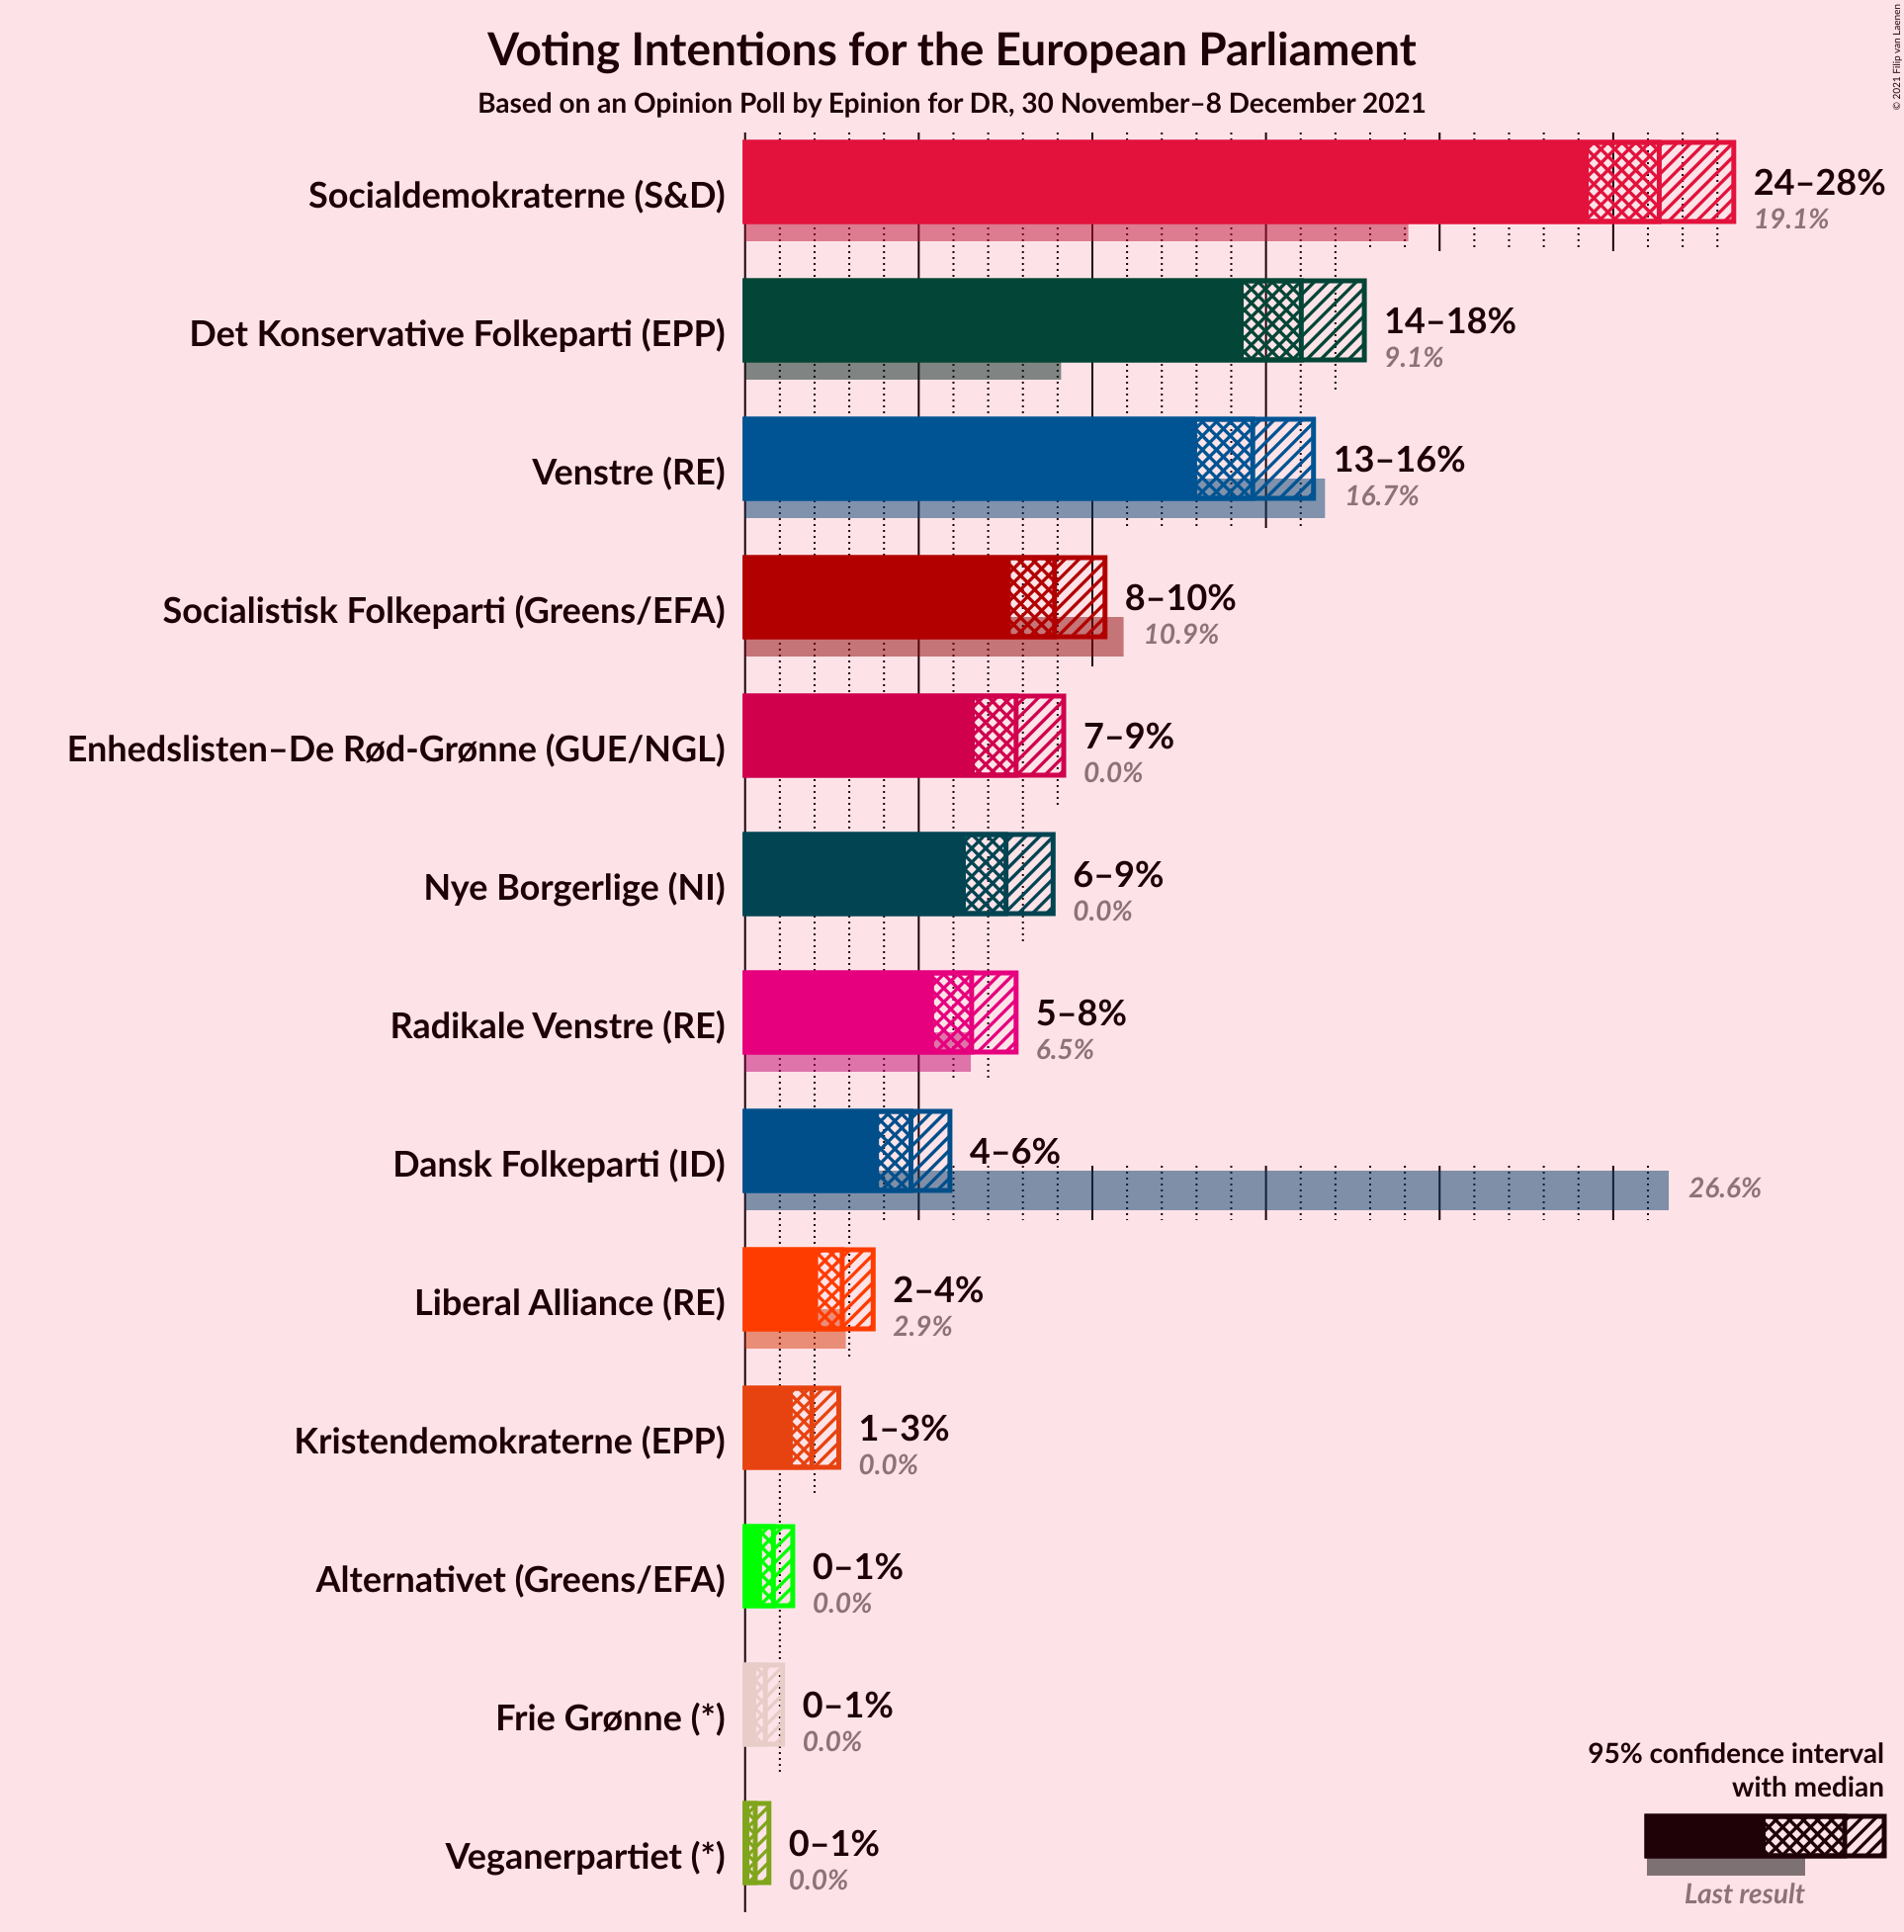 Voting Intentions for the European Parliament
Based on an Opinion Poll by Epinion for DR, 30 November–8 December 2021
© 2021 Filip van Laenen
Socialdemokraterne (S&D)
24–28%
19.1%
Det Konservative Folkeparti (EPP)
14–18%
9.1%
Venstre (RE)
13–16%
16.7%
Socialistisk Folkeparti (Greens/EFA)
8–10%
10.9%
Enhedslisten–De Rød-Grønne (GUE/NGL)
7–9%
0.0%
Nye Borgerlige (NI)
6–9%
0.0%
Radikale Venstre (RE)
5–8%
6.5%
Dansk Folkeparti (ID)
4–6%
26.6%
Liberal Alliance (RE)
2–4%
2.9%
Kristendemokraterne (EPP)
1–3%
0.0%
Alternativet (Greens/EFA)
0–1%
0.0%
Frie Grønne (*)
0–1%
0.0%
Veganerpartiet (*)
0–1%
0.0%
95% confidence interval
with median
Last result